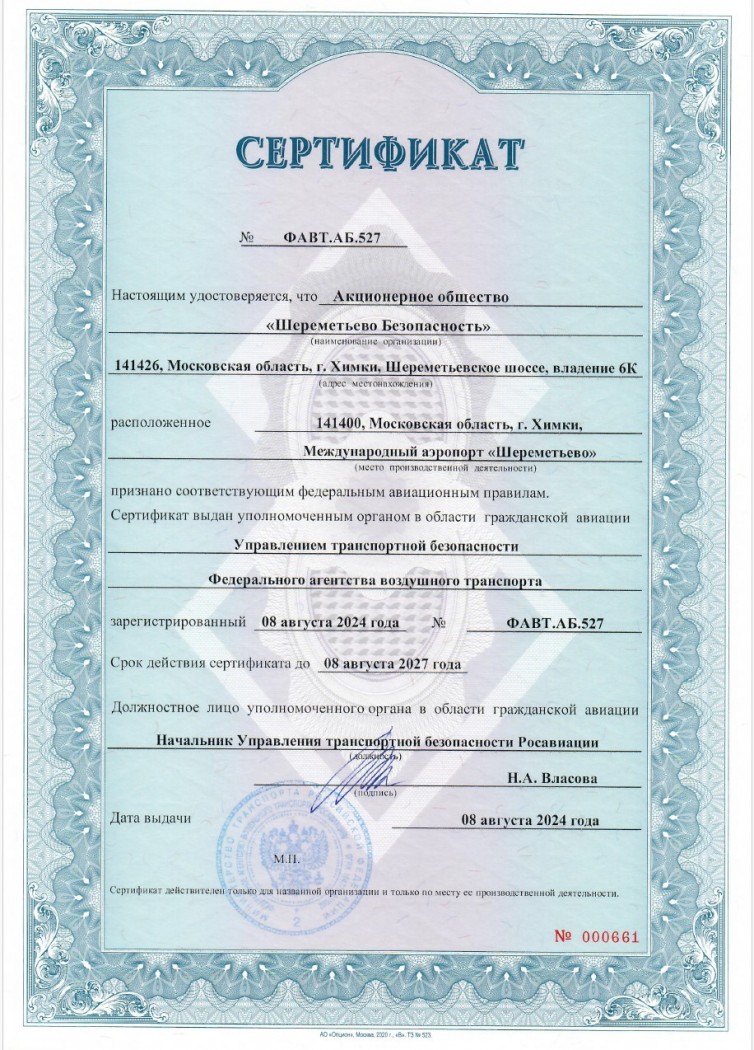 СЕРТИФИКАТ
№ ФАВТ.АБ.527
Настоящим удостоверяется, что Акционерное общество
«Шереметьево Безопасность»
(наименование организации)
141426, Московская область, г. Химки, Шереметьевское шоссе, владение 6К
(адрес местонахождения)
расположенное 141400, Московская область, г. Химки,
Международный аэропорт «Шереметьево»
(место производственной деятельности)
признано соответствующим федеральным авиационным правилам.
Сертификат выдан уполномоченным органом в области гражданской авиации
Управлением транспортной безопасности
Федерального агентства воздушного транспорта
зарегистрированный 08 августа 2024 года № ФАВТ.АБ.527
Срок действия сертификата до 08 августа 2027 года
Должностное лицо уполномоченного органа в области гражданской авиации
Начальник Управления транспортной безопасности Росавиации
(должность)
Н.А. Власова
(подпись)
Дата выдачи 08 августа 2024 года
М.П.
2
Сертификат действителен только для названной организации и только по месту ее производственной деятельности.
№ 000661
АО «Опцион», Москва, 2020 г., «В». ТЗ № 523.